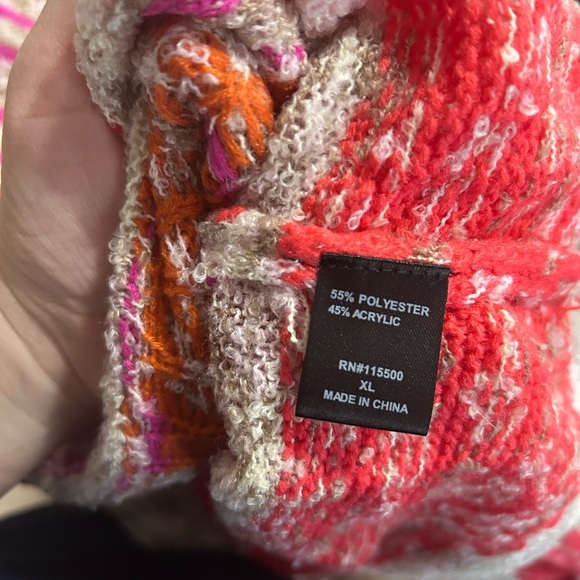 55% POLYESTER
45% ACRYLIC
RN#115500
XL
MADE IN CHINA